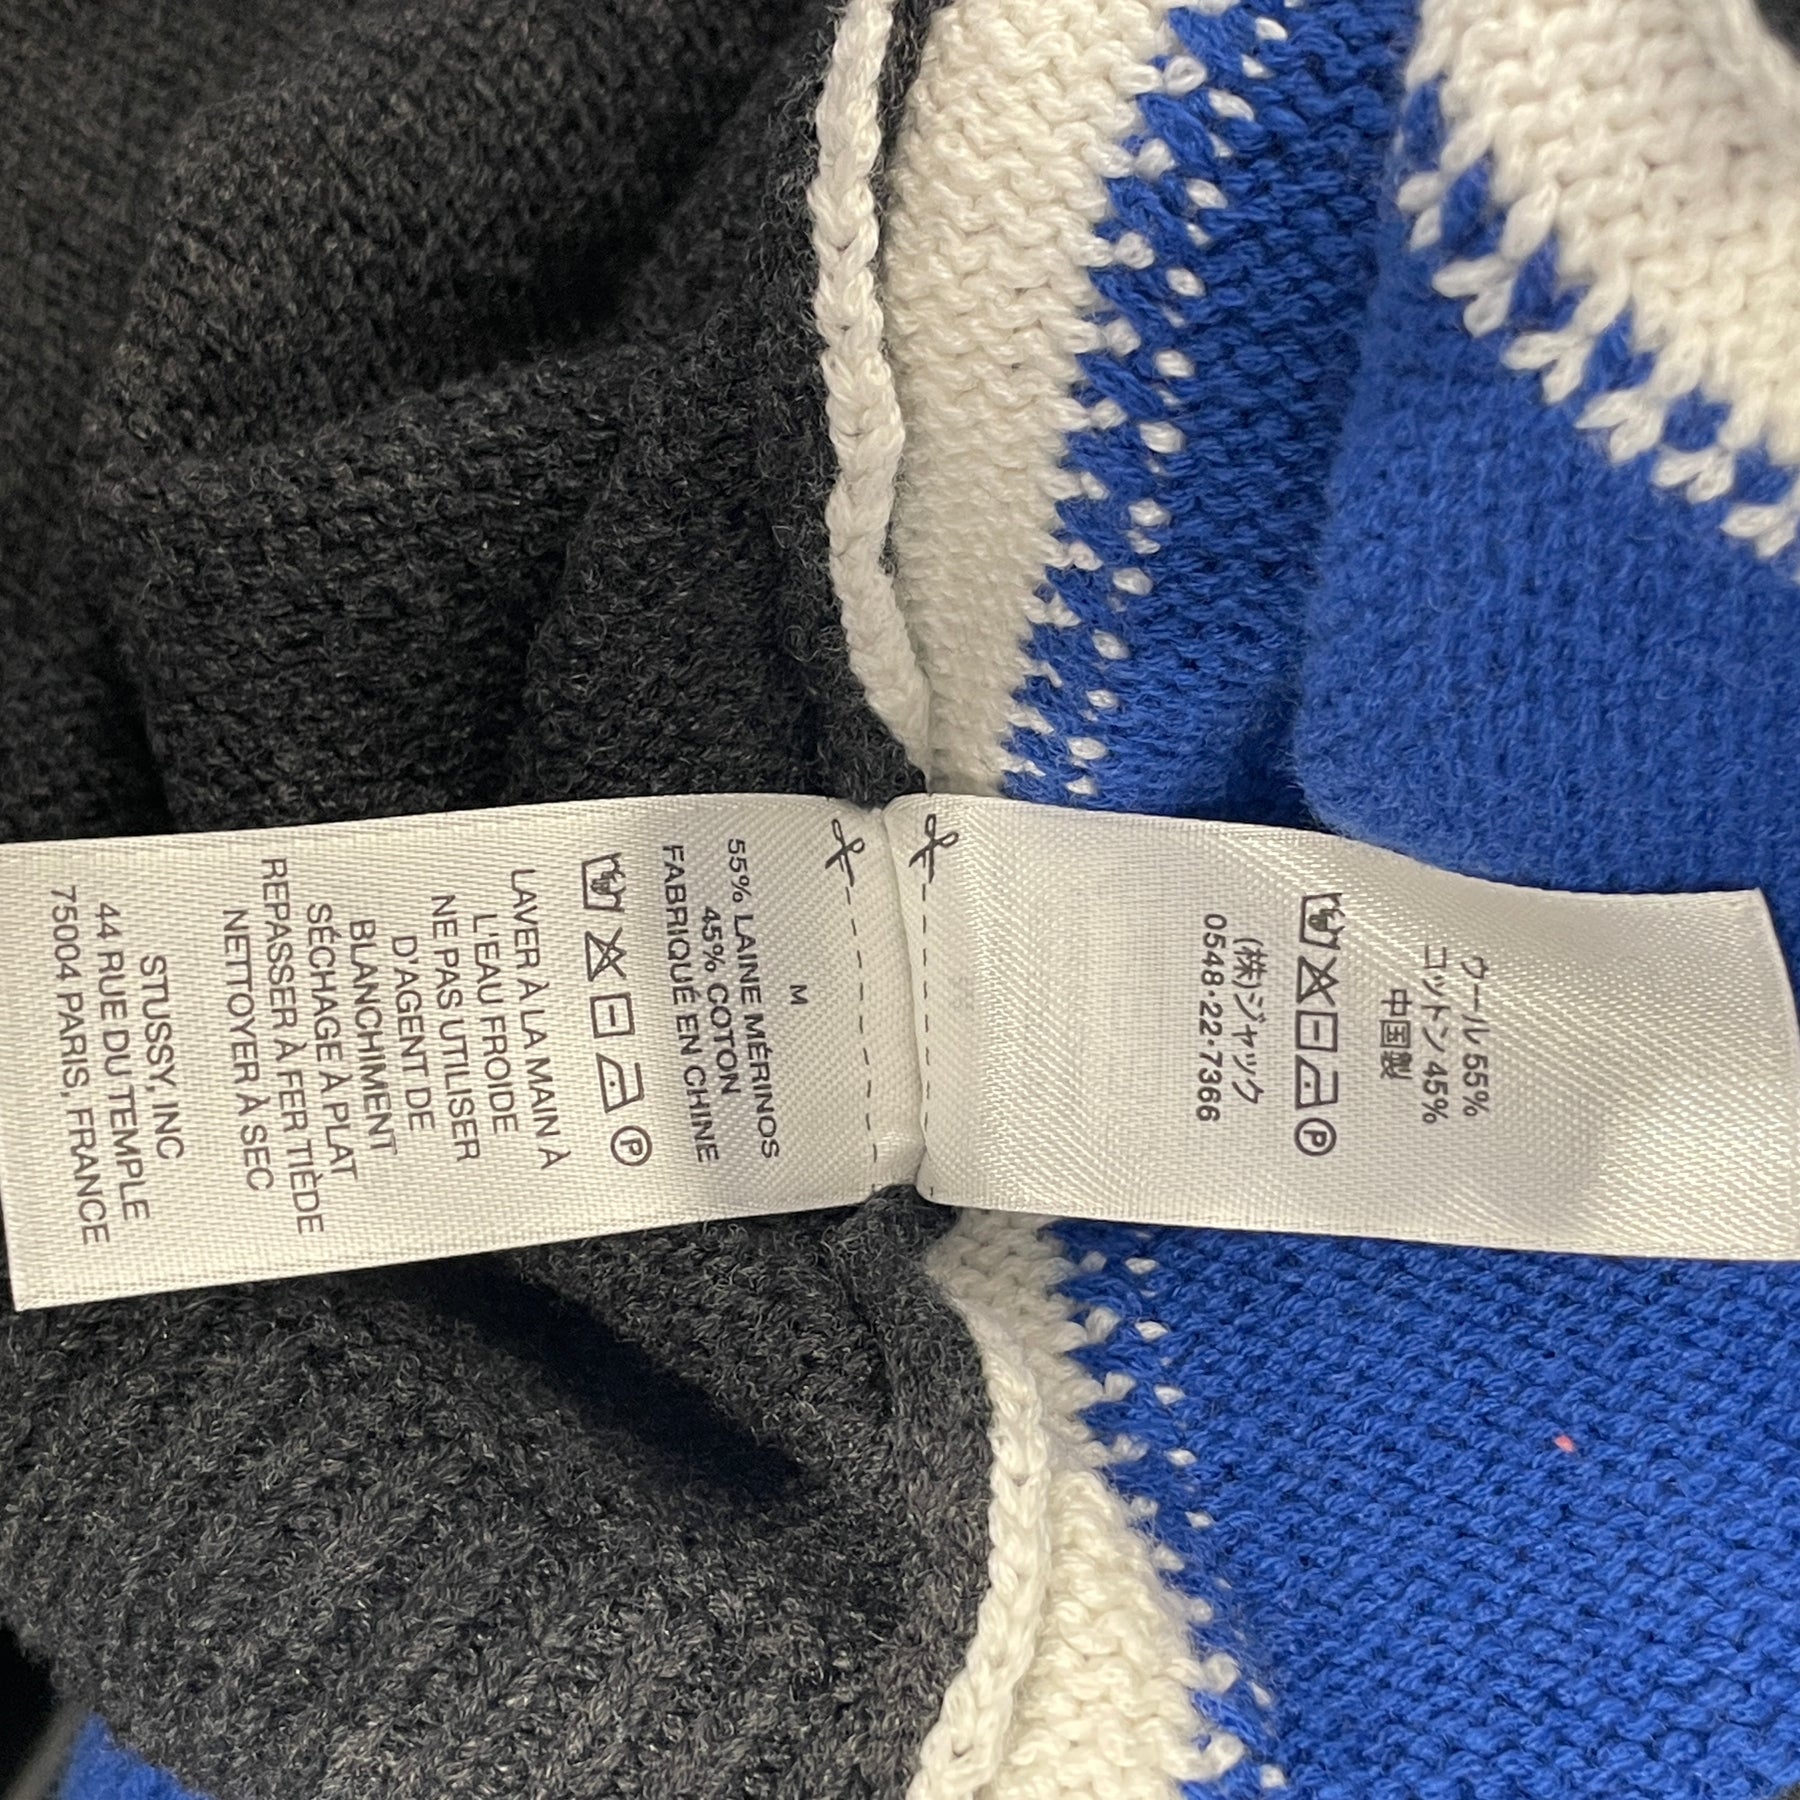 M
55% LAINE MÉRINOS
45% COTON
FABRIQUÉ EN CHINE
P
LAVER À LA MAIN À
L'EAU FROIDE
NE PAS UTILISER
D'AGENT DE
BLANCHIMENT
SÉCHAGE À PLAT
REPASSER À FER TIÈDE
NETTOYER À SEC
STUSSY, INC
44 RUE DU TEMPLE
75004 PARIS, FRANCE
ウール 55%
コットン 45%
中国製
P
(株)ジャック
0548・22・7366